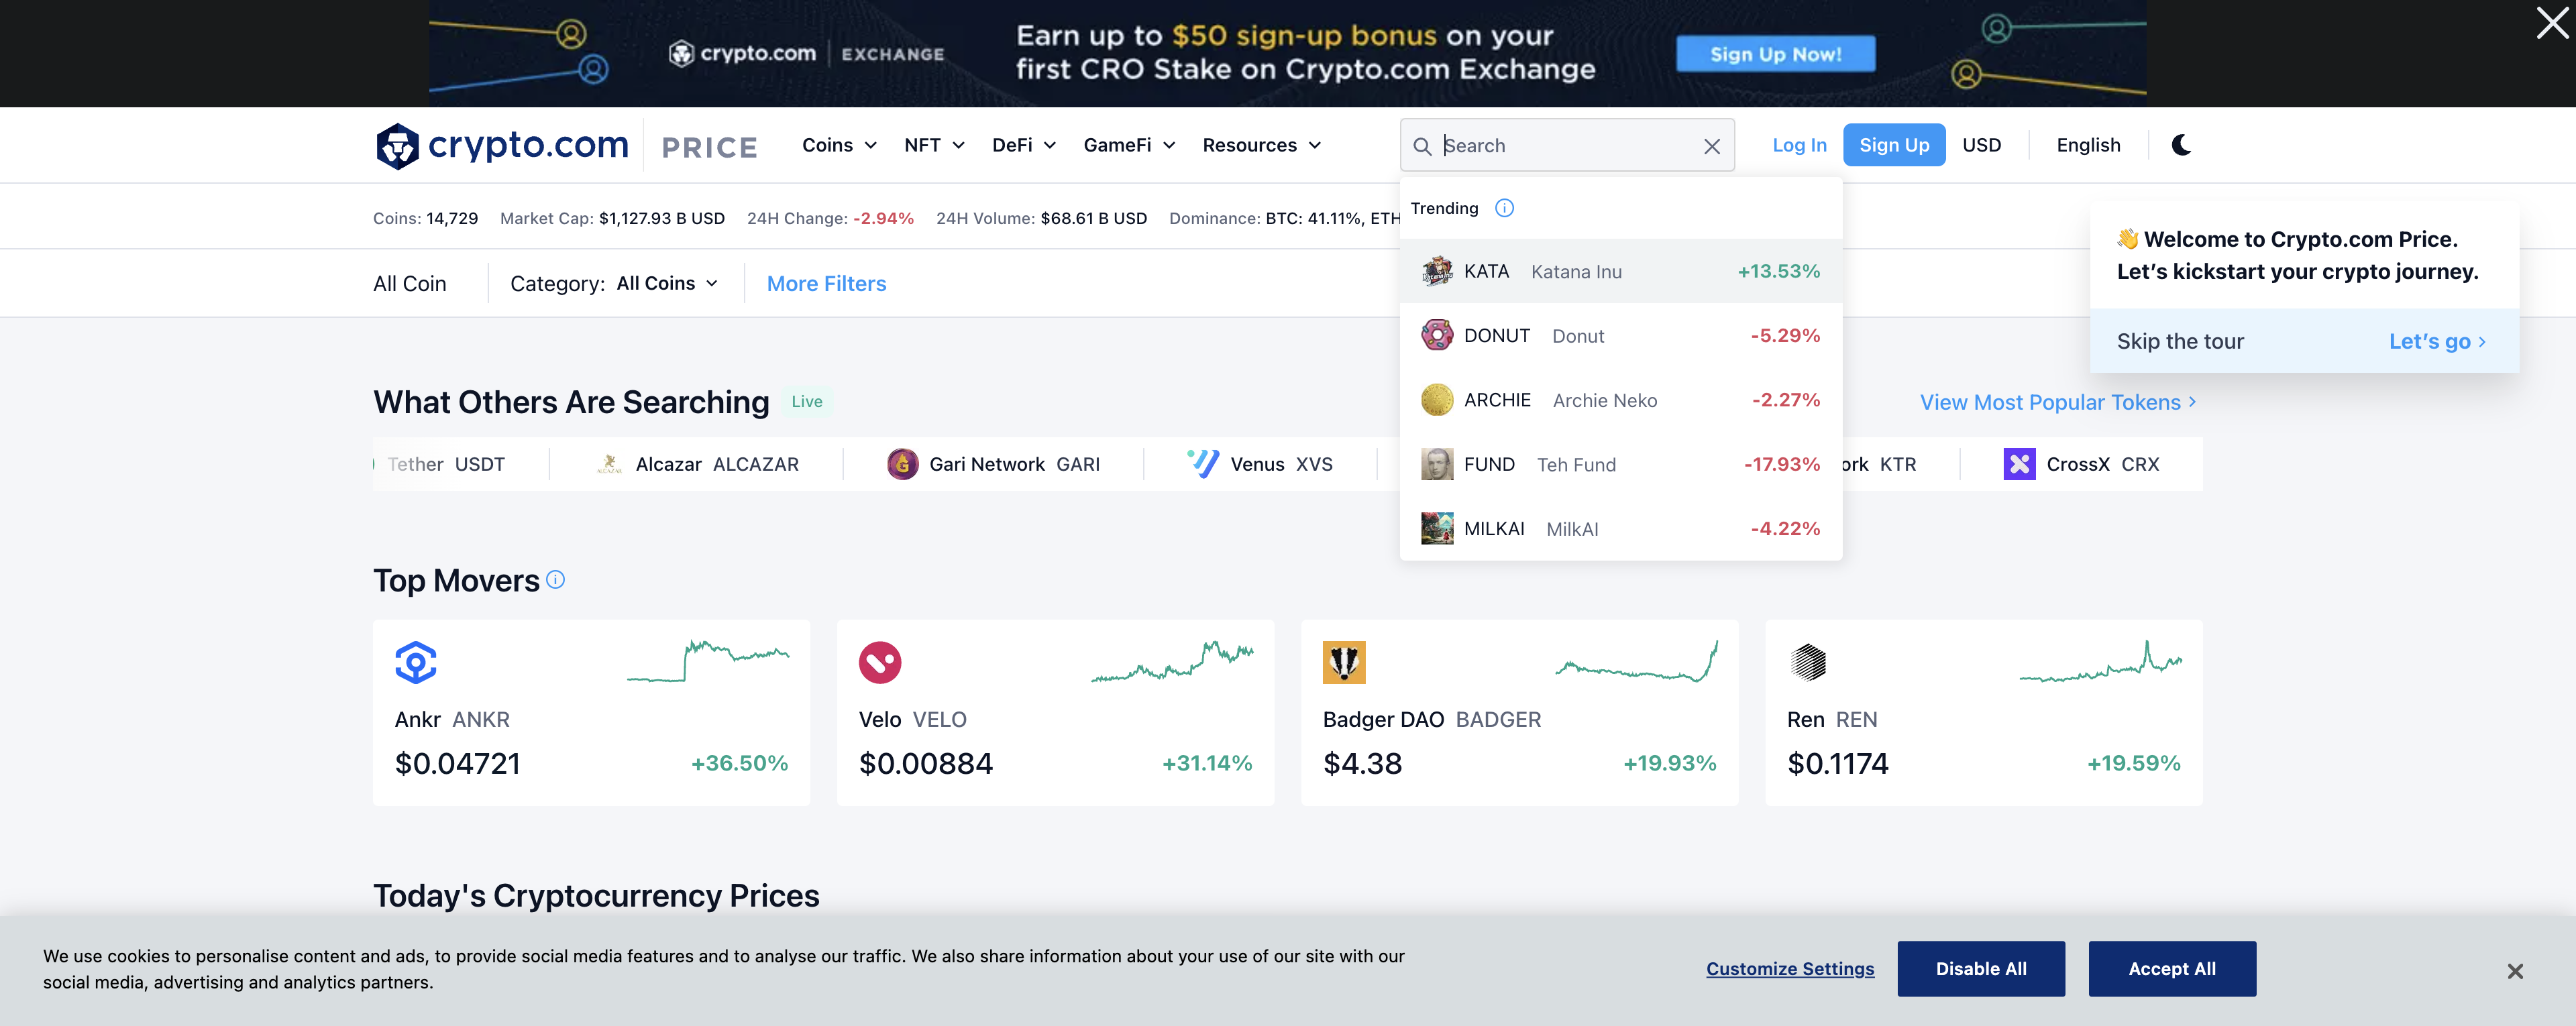 crypto.com EXCHANGE
Earn up to $50 sign-up bonus on your
first CRO Stake on Crypto.com Exchange
Sign Up Now!
crypto.com PRICE Coins NFT DeFi GameFi Resources Search Log In Sign Up USD English
Coins: 14,729 Market Cap: $1,127.93 B USD 24H Change: -2.94% 24H Volume: $68.61 B USD Dominance: BTC: 41.11%, ETH
All Coin Category: All Coins More Filters
Trending
KATA Katana Inu +13.53%
DONUT Donut -5.29%
ARCHIE Archie Neko -2.27%
FUND Teh Fund -17.93%
MILKAI MilkAI -4.22%
👋 Welcome to Crypto.com Price.
Let's kickstart your crypto journey.
Skip the tour Let's go
What Others Are Searching Live View Most Popular Tokens
Tether USDT Alcazar ALCAZAR Gari Network GARI Venus XVS ork KTR CrossX CRX
Top Movers
Ankr ANKR
$0.04721 +36.50%
Velo VELO
$0.00884 +31.14%
Badger DAO BADGER
$4.38 +19.93%
Ren REN
$0.1174 +19.59%
Today's Cryptocurrency Prices
We use cookies to personalise content and ads, to provide social media features and to analyse our traffic. We also share information about your use of our site with our
social media, advertising and analytics partners.
Customize Settings Disable All Accept All